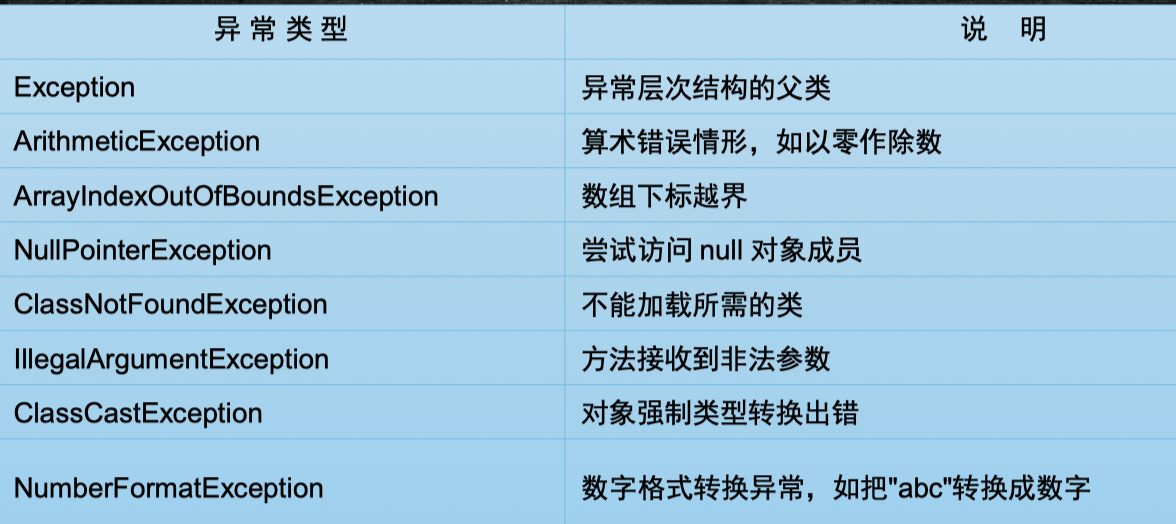 异 常 类 型
说 明
Exception
异常层次结构的父类
ArithmeticException
算术错误情形，如以零作除数
ArrayIndexOutOfBoundsException
数组下标越界
NullPointerException
尝试访问 null 对象成员
ClassNotFoundException
不能加载所需的类
IllegalArgumentException
方法接收到非法参数
ClassCastException
对象强制类型转换出错
NumberFormatException
数字格式转换异常，如把"abc"转换成数字